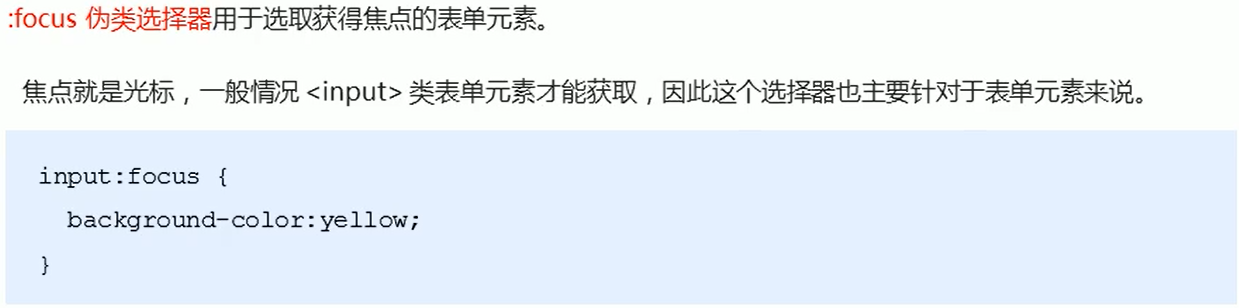 :focus 伪类选择器用于选取获得焦点的表单元素。
焦点就是光标，一般情况 <input> 类表单元素才能获取，因此这个选择器也主要针对于表单元素来说。
input:focus {
  background-color:yellow;
}